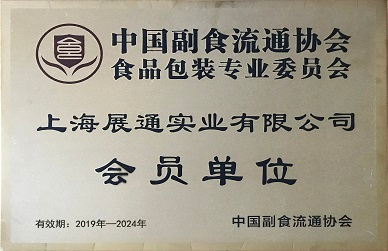 中国副食流通协会
食品包装专业委员会
上海展通实业有限公司
会员单位
有效期：2019年—2024年
中国副食流通协会